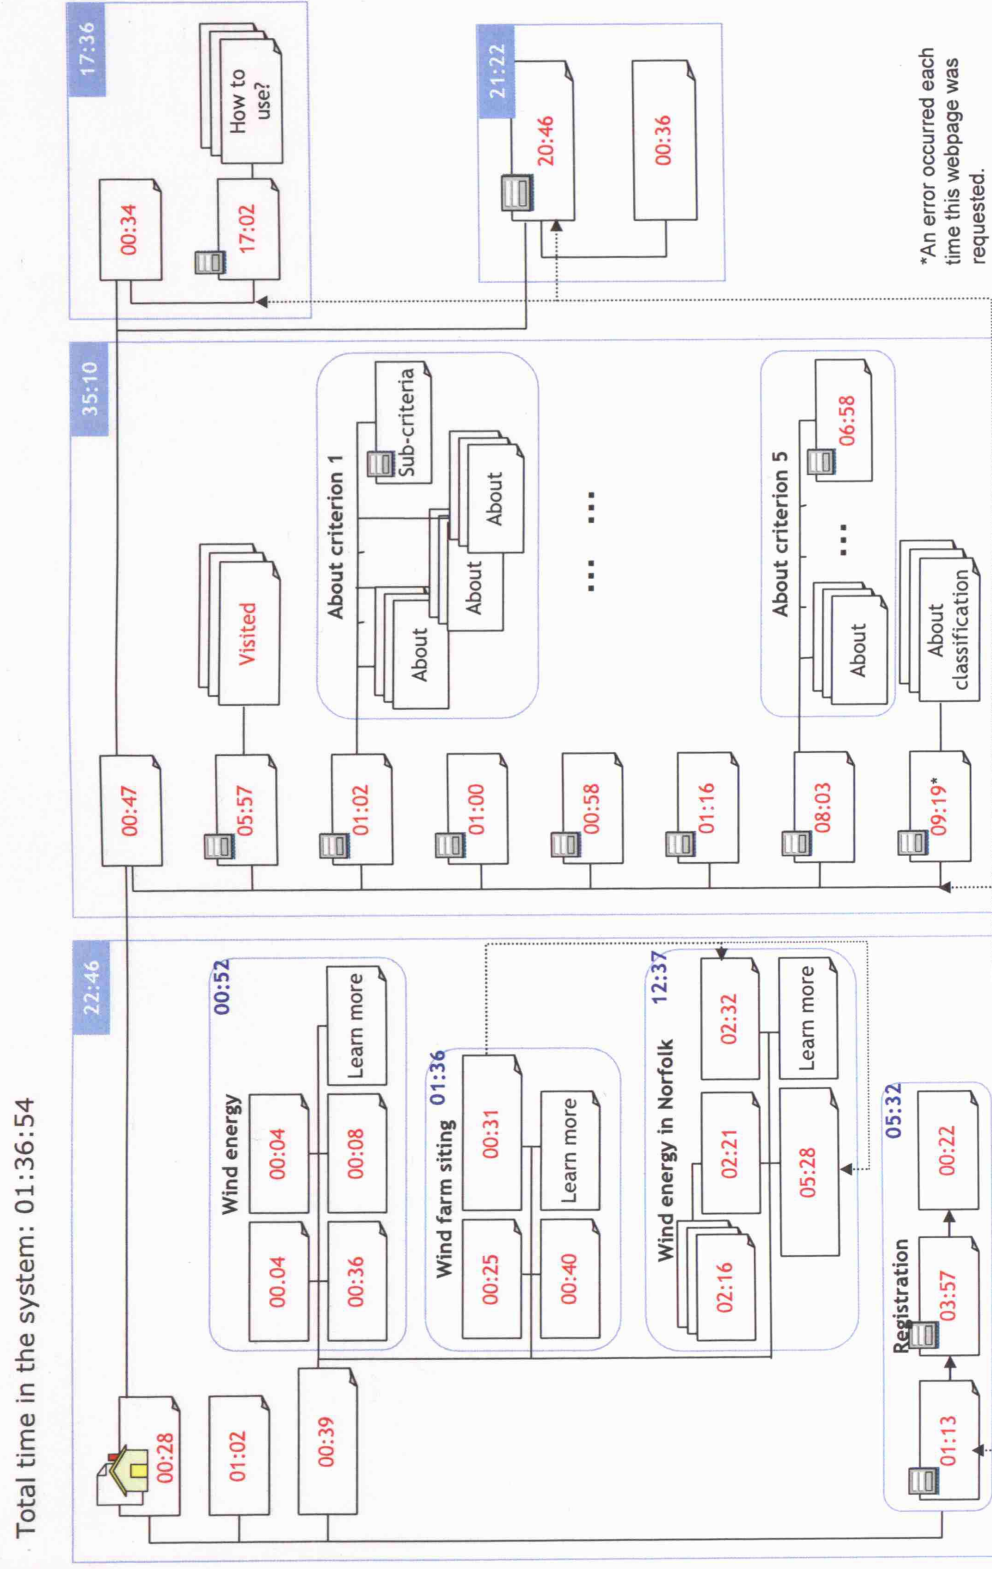 Total time in the system: 01:36:54
22:46
00:28
01:02
00:39
Wind energy
00:52
00.04
00:04
00:36
00:08
Learn more
Wind farm siting
01:36
00:25
00:31
00:40
Learn more
Wind energy in Norfolk
12:37
02:16
02:21
02:32
05:28
Learn more
Registration
05:32
01:13
03:57
00:22
35:10
00:47
05:57
Visited
01:02
About criterion 1
About
About
About
Sub-criteria
01:00
00:58
01:16
... ...
08:03
About criterion 5
About
...
06:58
09:19*
About
classification
17:36
00:34
17:02
How to
use?
21:22
20:46
00:36
*An error occurred each
time this webpage was
requested.